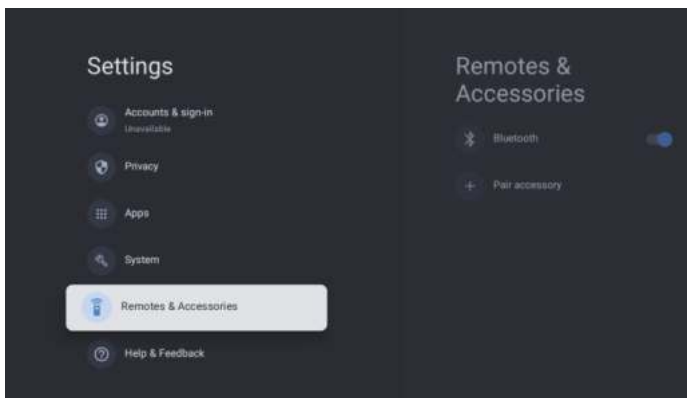 Settings
Accounts & sign-in
Unavailable
Privacy
Apps
System
Remotes & Accessories
Help & Feedback
Remotes &
Accessories
Bluetooth
Pair accessory